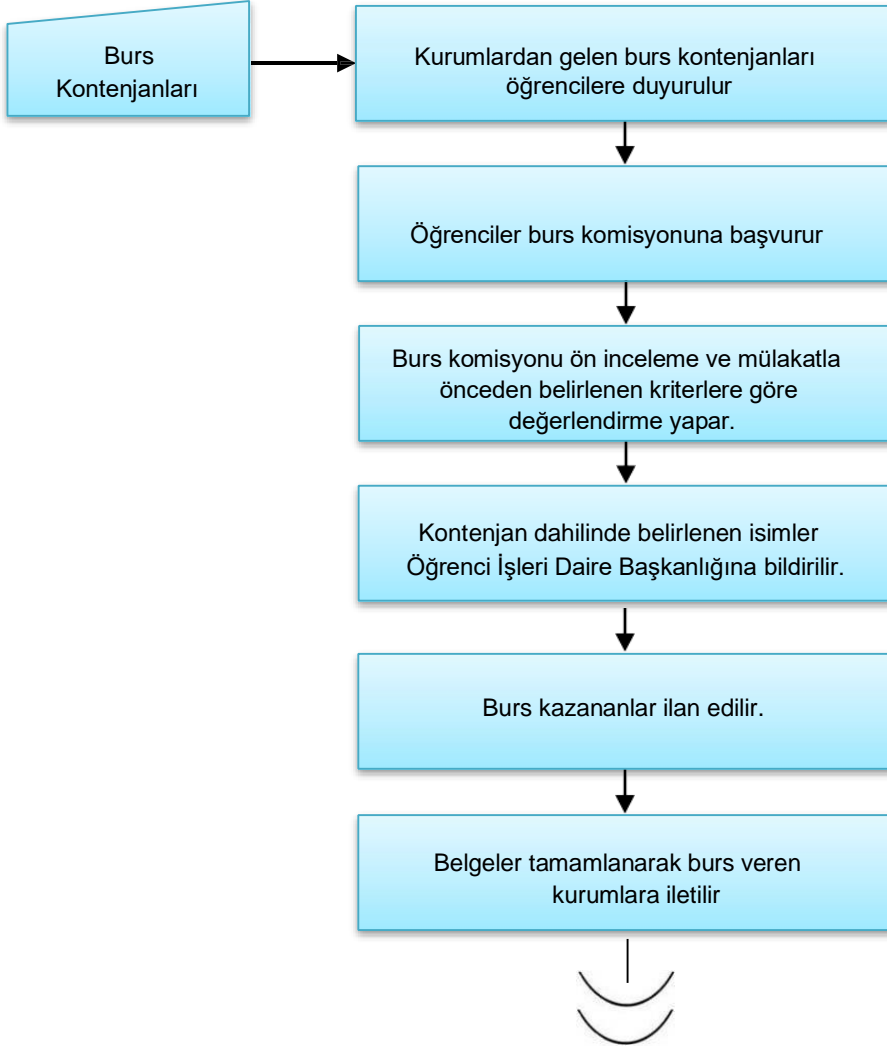 Burs
Kontenjanları
Kurumlardan gelen burs kontenjanları
öğrencilere duyurulur
Öğrenciler burs komisyonuna başvurur
Burs komisyonu ön inceleme ve mülakatla
önceden belirlenen kriterlere göre
değerlendirme yapar.
Kontenjan dahilinde belirlenen isimler
Öğrenci İşleri Daire Başkanlığına bildirilir.
Burs kazananlar ilan edilir.
Belgeler tamamlanarak burs veren
kurumlara iletilir